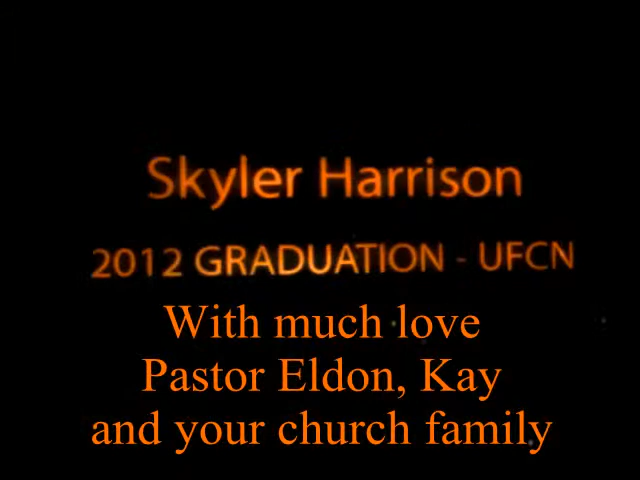 Skyler Harrison
2012 GRADUATION - UFCN
With much love
Pastor Eldon, Kay
and your church family